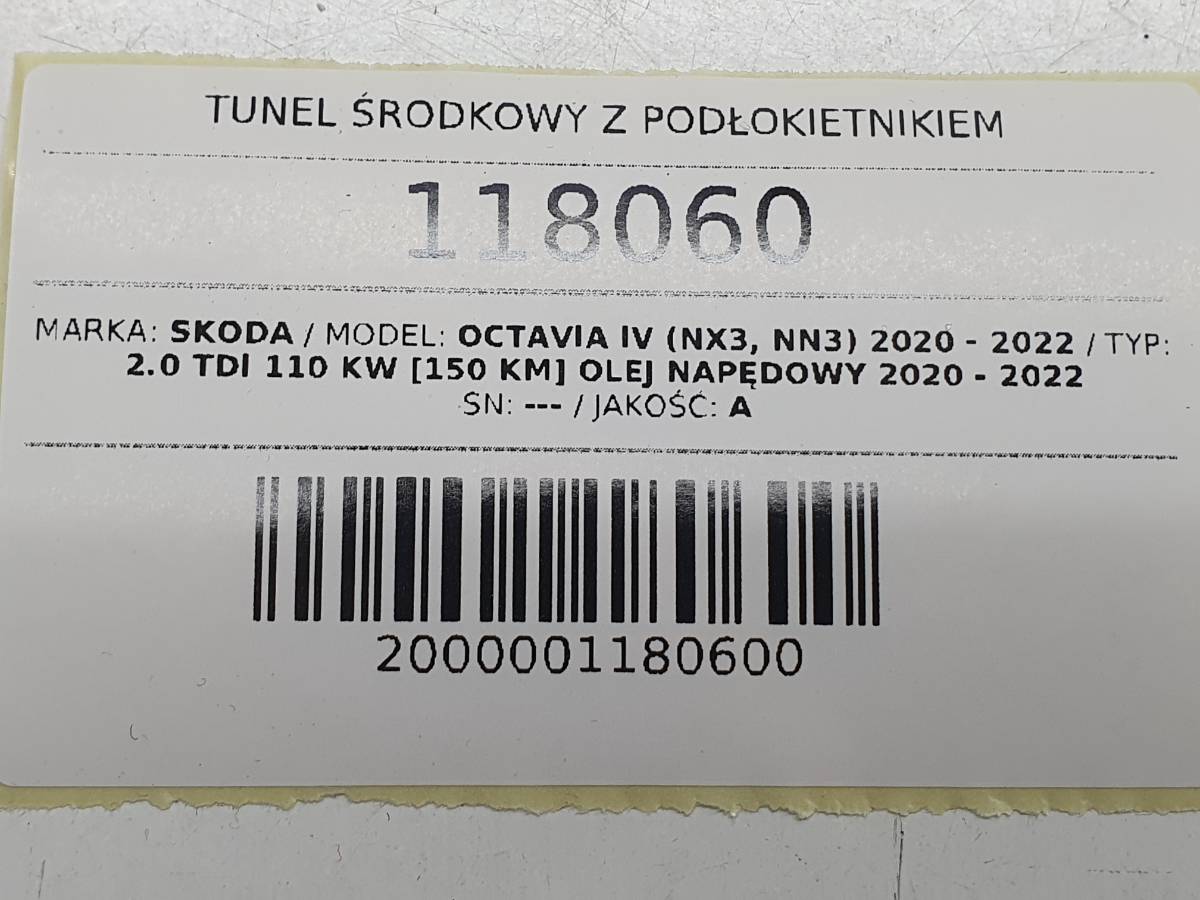 TUNEL ŚRODKOWY Z PODŁOKIETNIKIEM
118060
MARKA: SKODA / MODEL: OCTAVIA IV (NX3, NN3) 2020 - 2022 / TYP:
2.0 TDI 110 KW [150 KM] OLEJ NAPĘDOWY 2020 - 2022
SN: --- / JAKOŚĆ: A
2000001180600